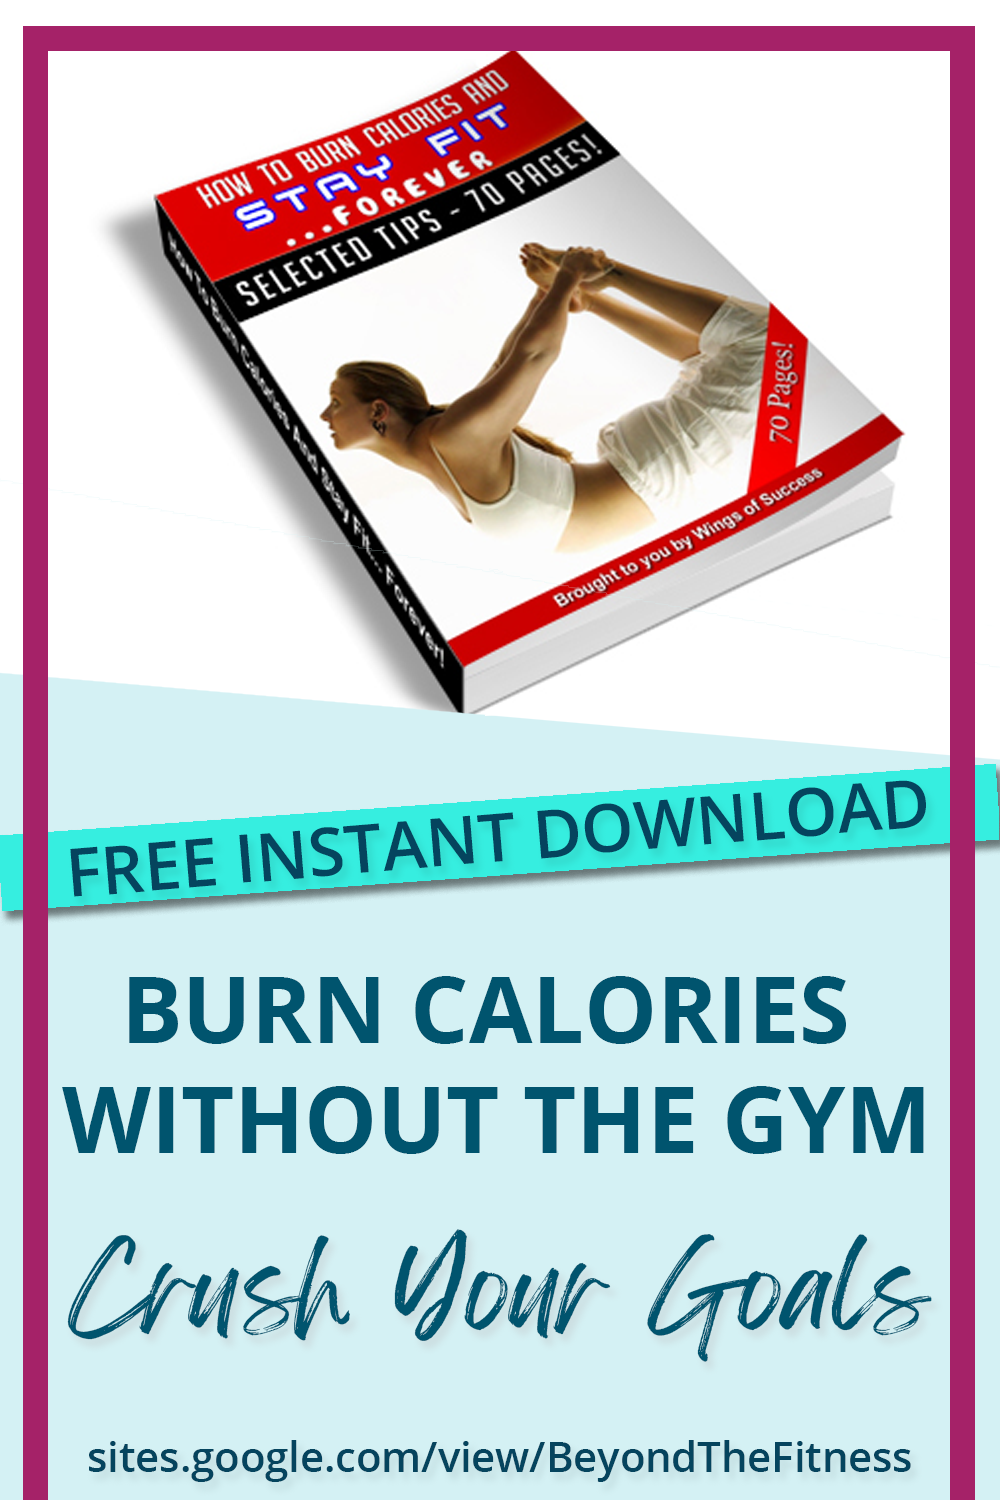 HOW TO BURN CALORIES AND
STAY FIT
...FOREVER
SELECTED TIPS - 70 PAGES!
How To Burn Calories And Stay Fit... Forever!
70 Pages!
Brought to you by Wings of Success
FREE INSTANT DOWNLOAD
BURN CALORIES
WITHOUT THE GYM
Crush Your Goals
sites.google.com/view/BeyondTheFitness